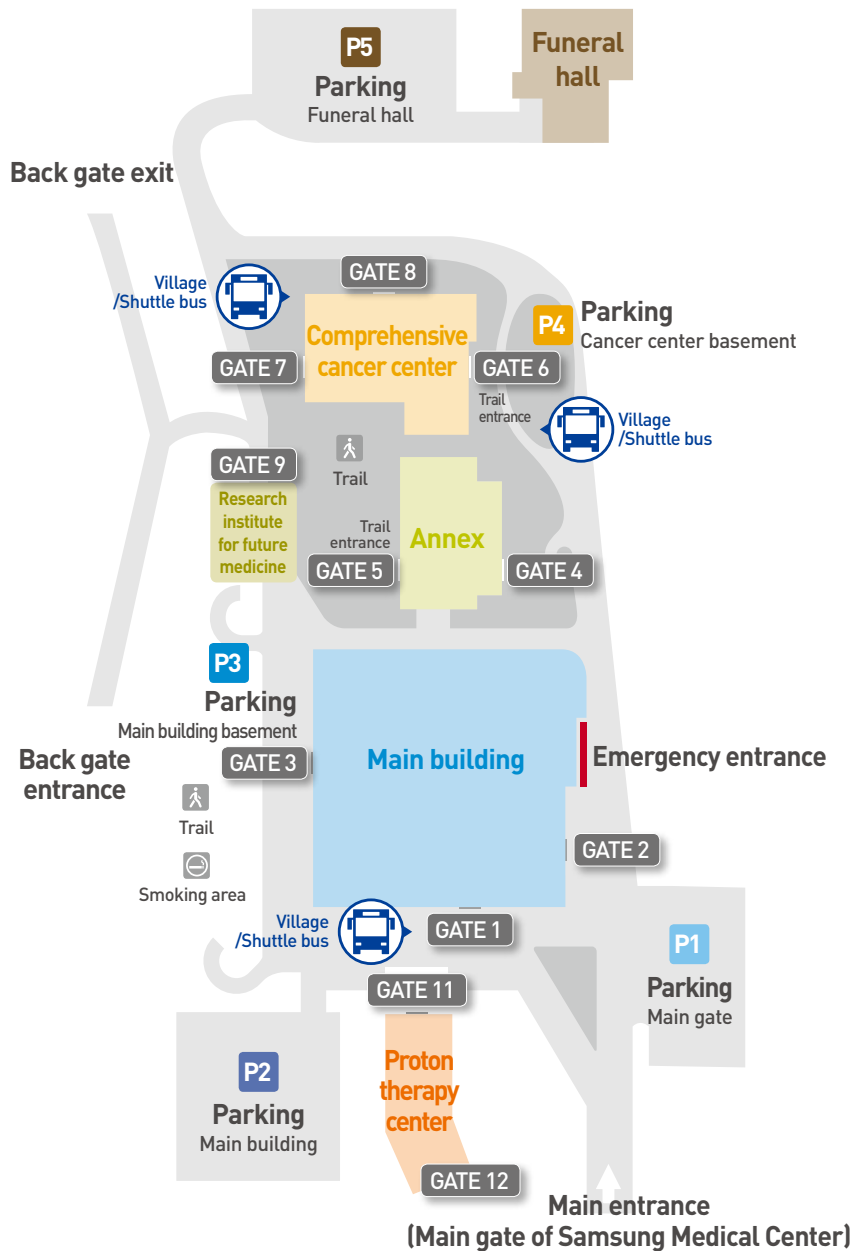 P5
Parking
Funeral hall
Funeral
hall
Back gate exit
Village
/Shuttle bus
GATE 8
Comprehensive
cancer center
GATE 7
GATE 6
P4
Parking
Cancer center basement
Trail
entrance
Village
/Shuttle bus
Trail
GATE 9
Research
institute
for future
medicine
Trail
entrance
Annex
GATE 5
GATE 4
P3
Parking
Main building basement
GATE 3
Main building
Emergency entrance
Back gate
entrance
Trail
Smoking area
GATE 2
Village
/Shuttle bus
GATE 1
P1
Parking
Main gate
GATE 11
Proton
therapy
center
P2
Parking
Main building
GATE 12
Main entrance
(Main gate of Samsung Medical Center)